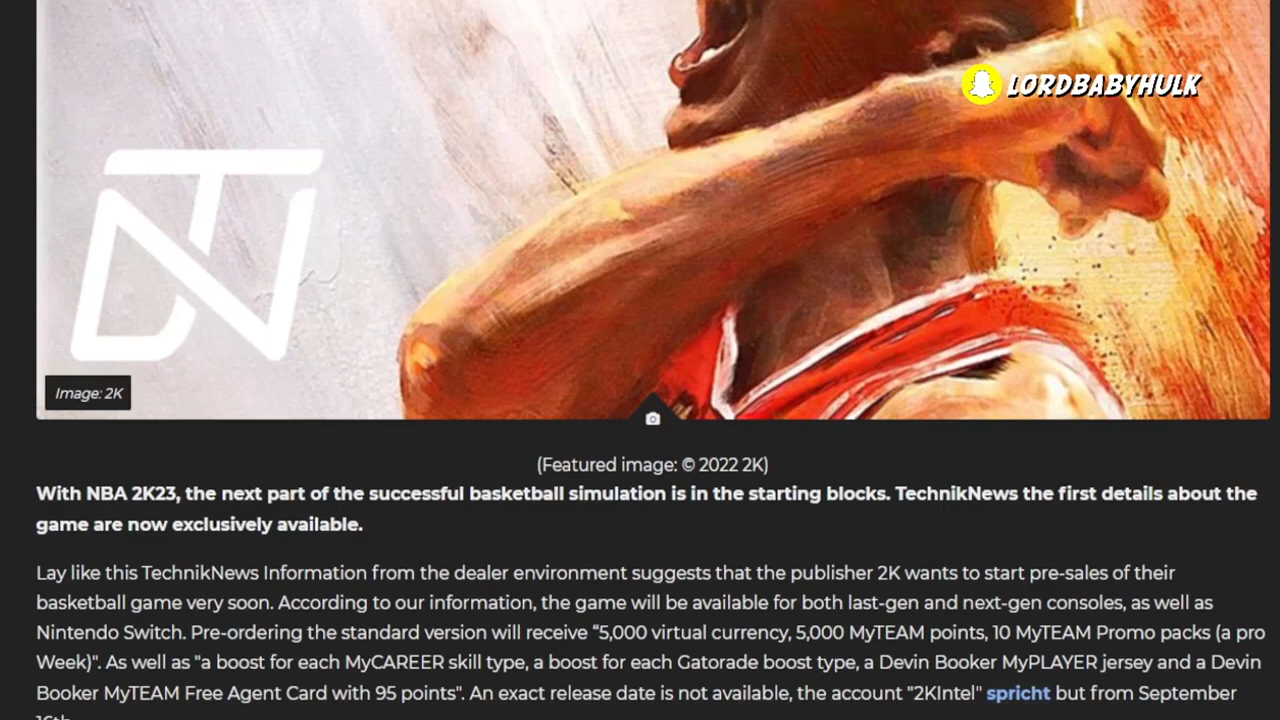 LORDBABYHULK
TN
Image: 2K
(Featured image: © 2022 2K)
With NBA 2K23, the next part of the successful basketball simulation is in the starting blocks. TechnikNews the first details about the
game are now exclusively available.
Lay like this TechnikNews Information from the dealer environment suggests that the publisher 2K wants to start pre-sales of their
basketball game very soon. According to our information, the game will be available for both last-gen and next-gen consoles, as well as
Nintendo Switch. Pre-ordering the standard version will receive “5,000 virtual currency, 5,000 MyTEAM points, 10 MyTEAM Promo packs (a pro
Week)". As well as "a boost for each MyCAREER skill type, a boost for each Gatorade boost type, a Devin Booker MyPLAYER jersey and a Devin
Booker MyTEAM Free Agent Card with 95 points". An exact release date is not available, the account "2KIntel" spricht but from September
16th